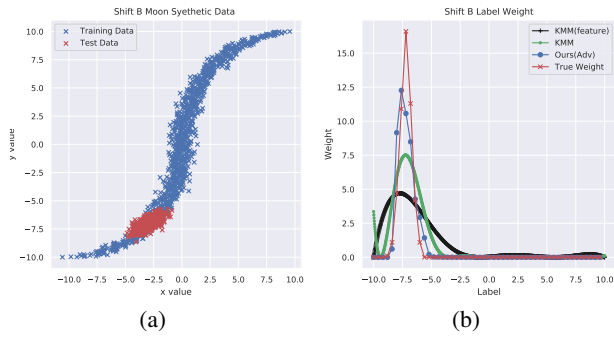 Shift B Moon Syethetic Data
Training Data
Test Data
y value
10.0
7.5
5.0
2.5
0.0
−2.5
−5.0
−7.5
−10.0
−10.0 −7.5 −5.0 −2.5 0.0 2.5 5.0 7.5 10.0
x value
(a)
Shift B Label Weight
KMM(feature)
KMM
Ours(Adv)
True Weight
Weight
15.0
12.5
10.0
7.5
5.0
2.5
0.0
−10.0 −7.5 −5.0 −2.5 0.0 2.5 5.0 7.5 10.0
Label
(b)